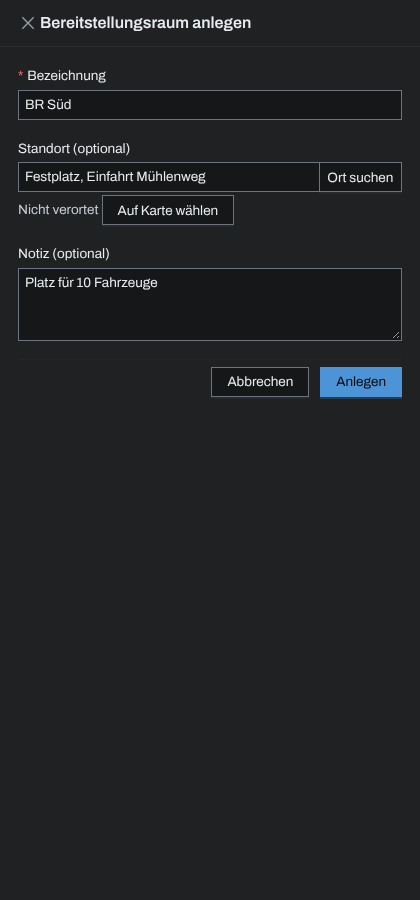 Bereitstellungsraum anlegen
* Bezeichnung
BR Süd
Standort (optional)
Festplatz, Einfahrt Mühlenweg
Ort suchen
Nicht verortet
Auf Karte wählen
Notiz (optional)
Platz für 10 Fahrzeuge
Abbrechen
Anlegen